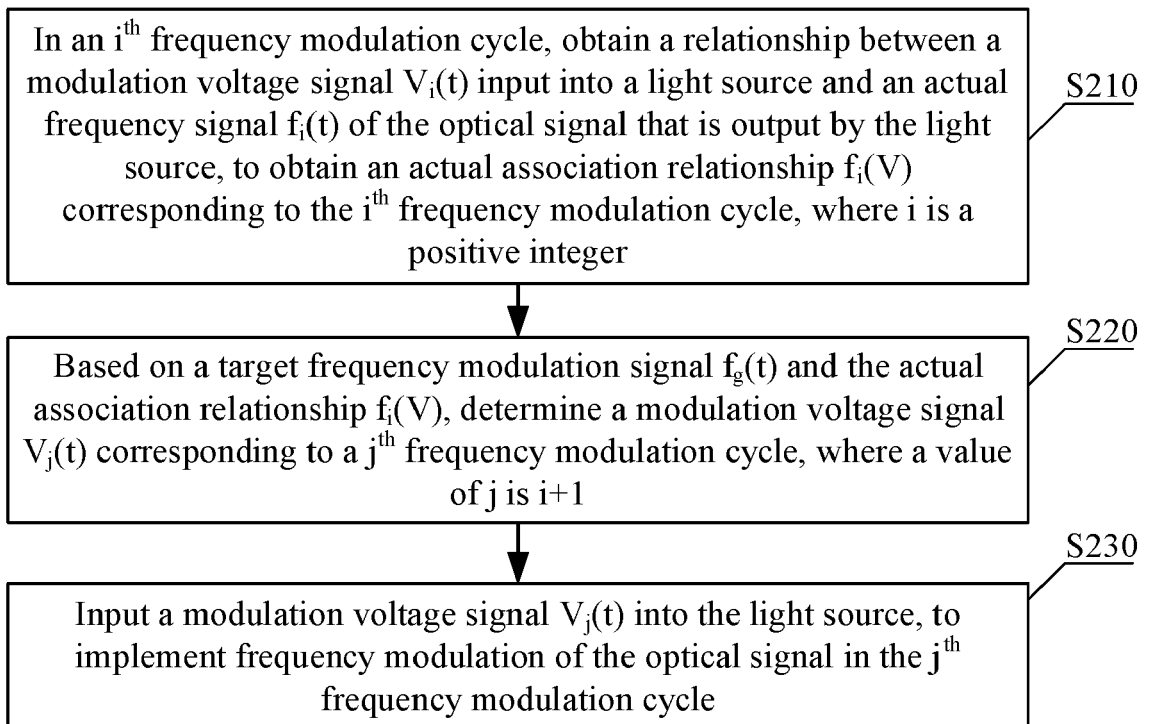 In an iᵗʰ frequency modulation cycle, obtain a relationship between a
modulation voltage signal Vᵢ(t) input into a light source and an actual
frequency signal fᵢ(t) of the optical signal that is output by the light
source, to obtain an actual association relationship fᵢ(V)
corresponding to the iᵗʰ frequency modulation cycle, where i is a
positive integer
S210
Based on a target frequency modulation signal f_g(t) and the actual
association relationship fᵢ(V), determine a modulation voltage signal
Vⱼ(t) corresponding to a jᵗʰ frequency modulation cycle, where a value
of j is i+1
S220
Input a modulation voltage signal Vⱼ(t) into the light source, to
implement frequency modulation of the optical signal in the jᵗʰ
frequency modulation cycle
S230